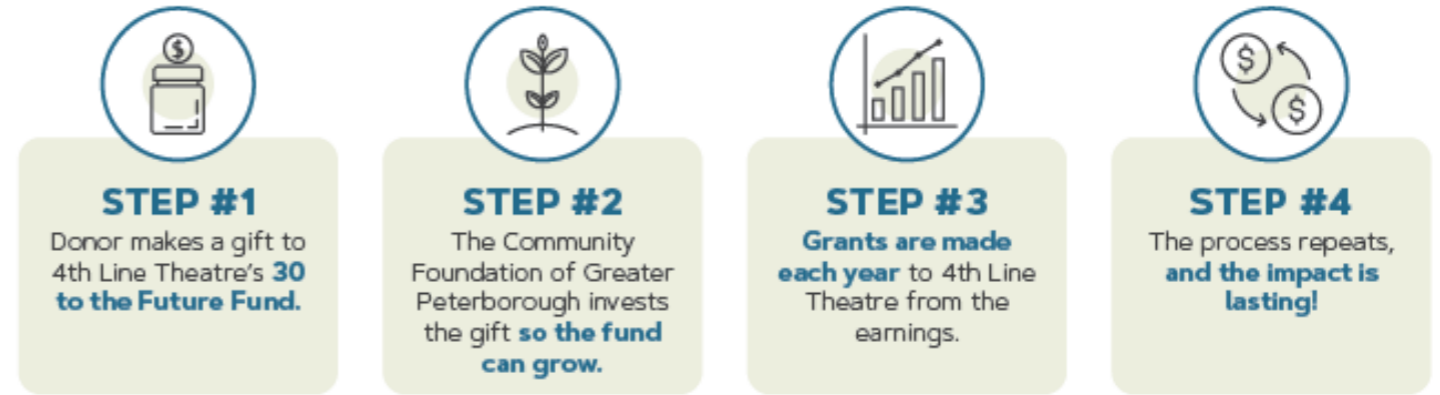 $
$
$
STEP #1
Donor makes a gift to
4th Line Theatre's 30
to the Future Fund.
STEP #2
The Community
Foundation of Greater
Peterborough invests
the gift so the fund
can grow.
STEP #3
Grants are made
each year to 4th Line
Theatre from the
earnings.
STEP #4
The process repeats,
and the impact is
lasting!